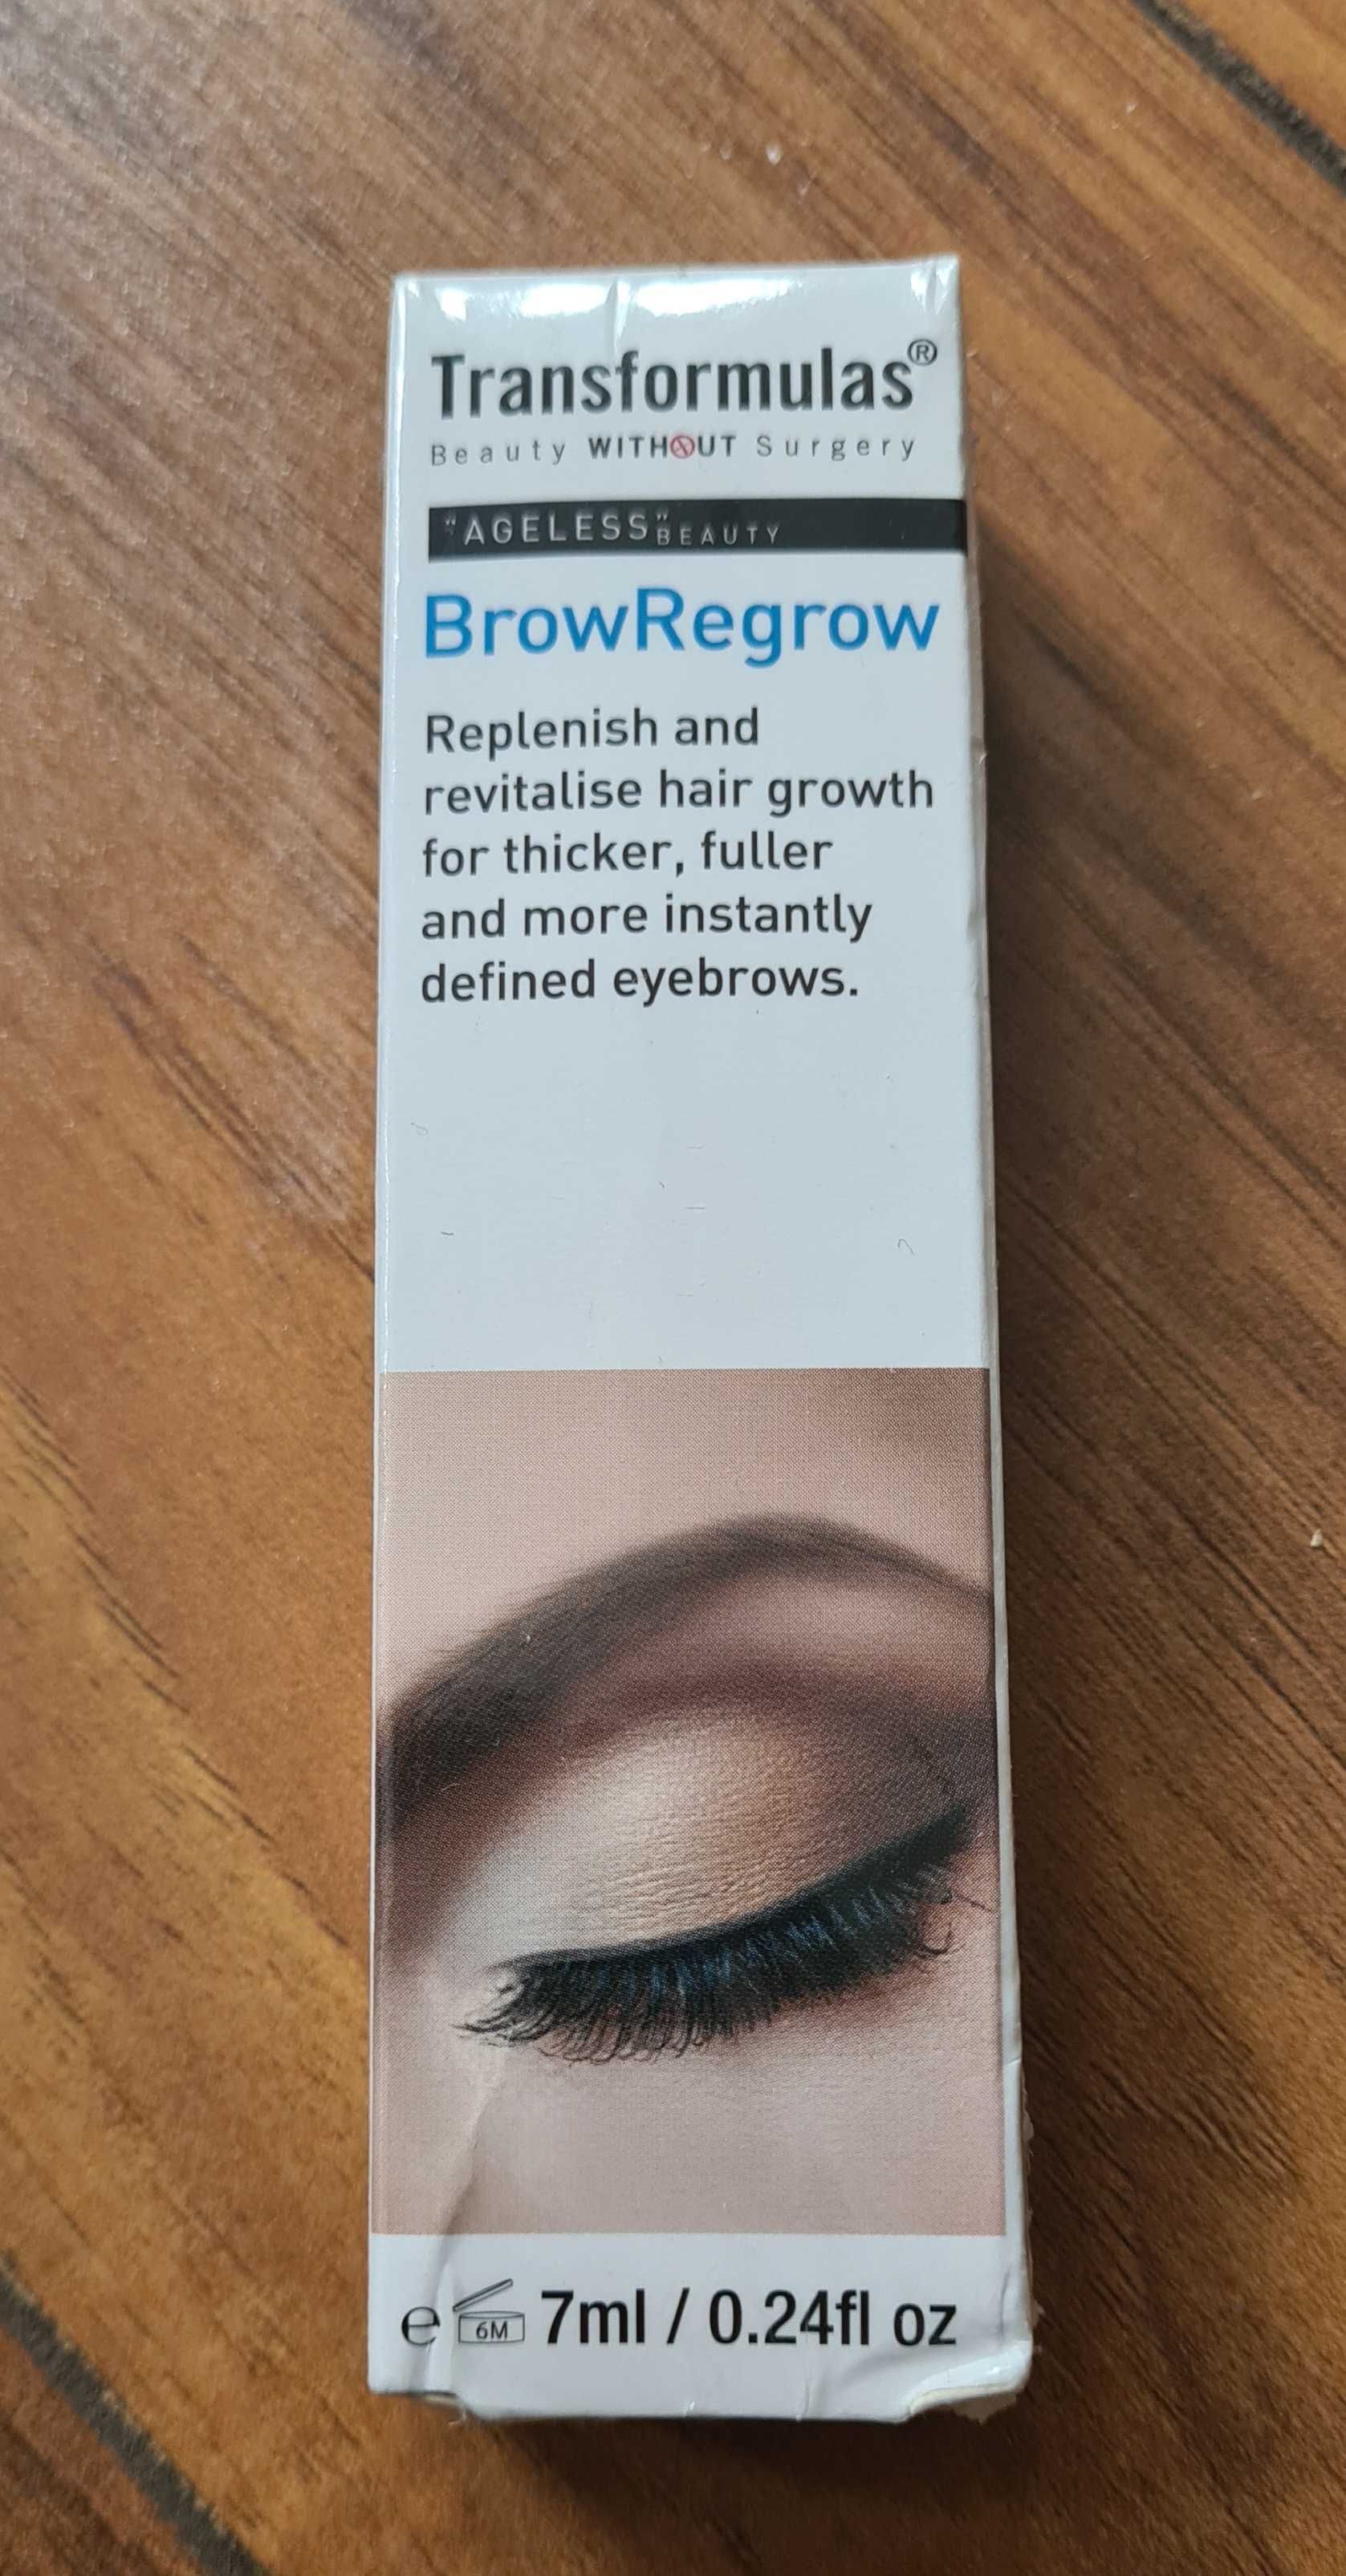 Transformulas®
Beauty WITHOUT Surgery
"AGELESS" BEAUTY
BrowRegrow
Replenish and
revitalise hair growth
for thicker, fuller
and more instantly
defined eyebrows.
e 6M 7ml / 0.24fl oz